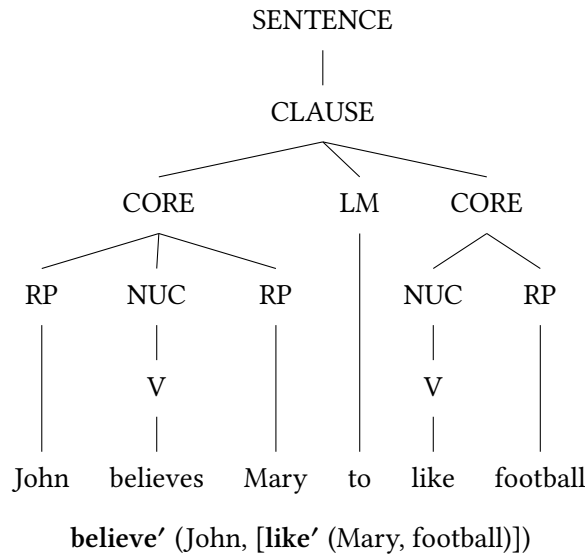 SENTENCE
CLAUSE
CORE LM CORE
RP NUC RP NUC RP
V V
John believes Mary to like football
believe′ (John, [like′ (Mary, football)])